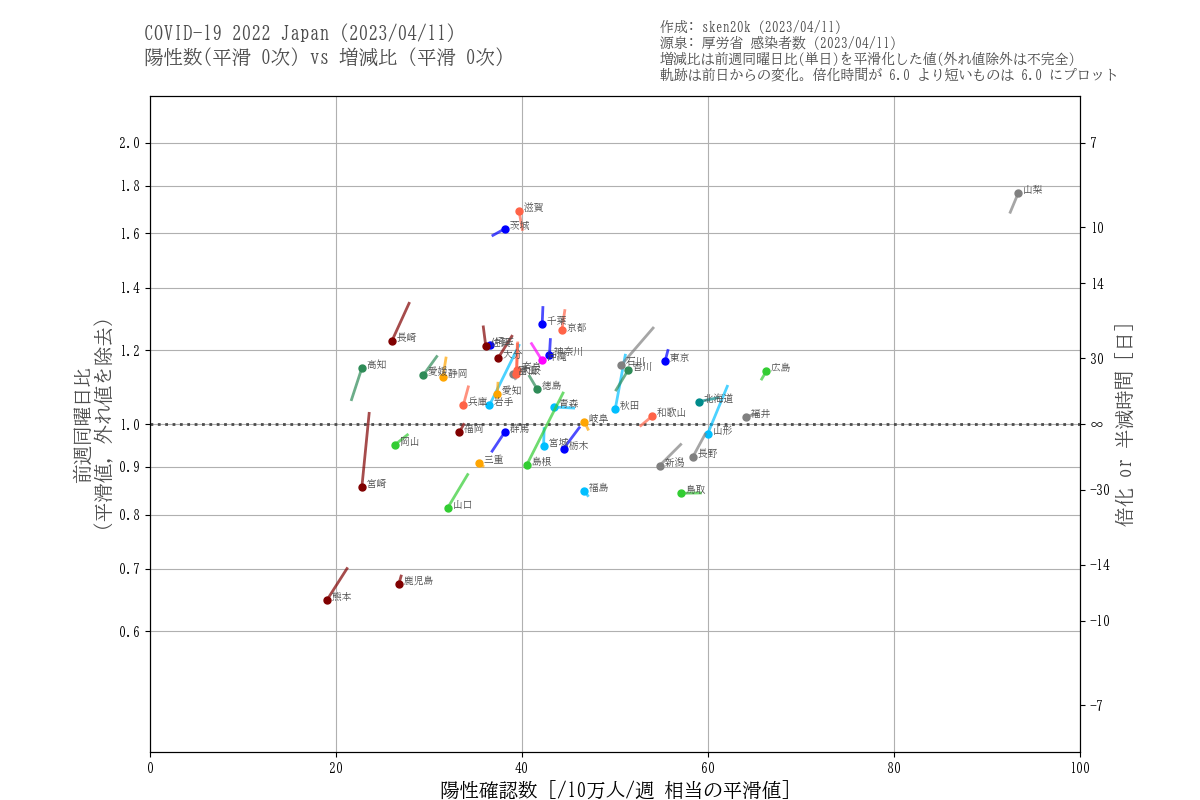 COVID-19 2022 Japan (2023/04/11)
陽性数(平滑 0次) vs 増減比 (平滑 0次)
作成: sken20k (2023/04/11)
源泉: 厚労省 感染者数 (2023/04/11)
増減比は前週同曜日比(単日)を平滑化した値(外れ値除外は不完全)
軌跡は前日からの変化。倍化時間が 6.0 より短いものは 6.0 にプロット
2.0
1.8
1.6
1.4
1.2
1.0
0.9
0.8
0.7
0.6
前週同曜日比
(平滑値, 外れ値を除去)
7
10
14
30
∞
-30
-14
-10
-7
倍化 or 半減時間 [日]
山梨
滋賀
茨城
千葉
京都
長崎
神奈川
東京
大分
石川
香川
広島
高知
愛媛
静岡
徳島
愛知
兵庫
岩手
青森
秋田
北海道
和歌山
福井
岐阜
福岡
群馬
山形
岡山
宮城
栃木
三重
島根
新潟
長野
宮崎
福島
鳥取
山口
鹿児島
熊本
0
20
40
60
80
100
陽性確認数 [/10万人/週 相当の平滑値]